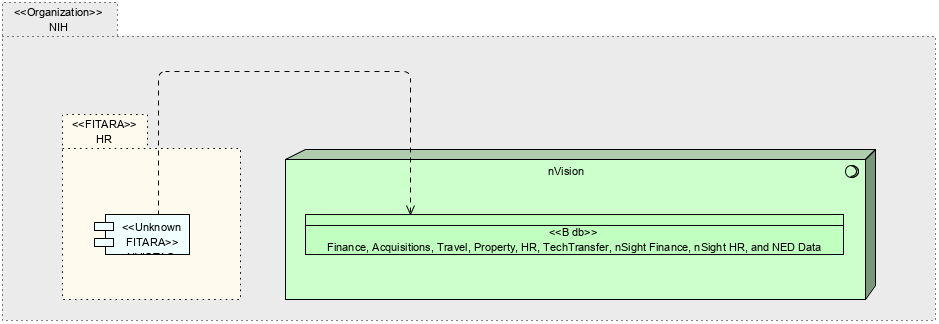 <<Organization>>
NIH
<<FITARA>>
HR
nVision
<<Unknown
FITARA>>
<<B db>>
Finance, Acquisitions, Travel, Property, HR, TechTransfer, nSight Finance, nSight HR, and NED Data